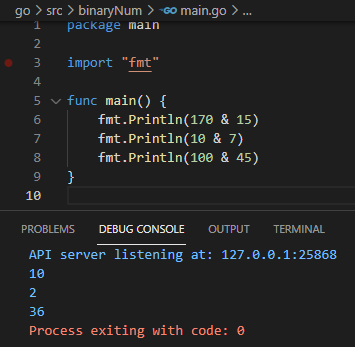 go > src > binaryNum > main.go > ...
1 package main
2
3 import "fmt"
4
5 func main() {
6 fmt.Println(170 & 15)
7 fmt.Println(10 & 7)
8 fmt.Println(100 & 45)
9 }
10
PROBLEMS DEBUG CONSOLE OUTPUT TERMINAL
API server listening at: 127.0.0.1:25868
10
2
36
Process exiting with code: 0